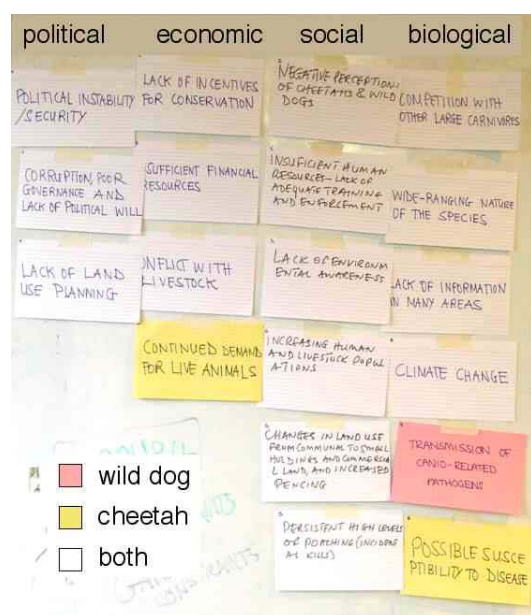 political
economic
social
biological
POLITICAL INSTABILITY
/SECURITY
CORRUPTION, POOR
GOVERNANCE AND
LACK OF POLITICAL WILL
LACK OF LAND
USE PLANNING
LACK OF INCENTIVES
FOR CONSERVATION
SUFFICIENT FINANCIAL
RESOURCES
ONFLICT WITH
LIVESTOCK
CONTINUED DEMAND
FOR LIVE ANIMALS
NEGATIVE PERCEPTIONS
OF CHEETAHS & WILD
DOGS
INSUFFICIENT HUMAN
RESOURCES-LACK OF
ADEQUATE TRAINING
AND ENFORCEMENT
LACK OF ENVIRONM
ENTAL AWARENESS
INCREASING HUMAN
AND LIVESTOCK POPUL
ATIONS
CHANGES IN LAND USE
FROM COMMUNAL TO SMALL
HOLDINGS AND COMMERCIA
L LAND, AND INCREASED
FENCING
PERSISTENT HIGH LEVELS
OF POACHING (INCIDENT
AL KILLS)
COMPETITION WITH
OTHER LARGE CARNIVORES
WIDE-RANGING NATURE
OF THE SPECIES
LACK OF INFORMATION
IN MANY AREAS
CLIMATE CHANGE
TRANSMISSION OF
CANID-RELATED
PATHOGENS
POSSIBLE SUSCE
PTIBILITY TO DISEASE
wild dog
cheetah
both